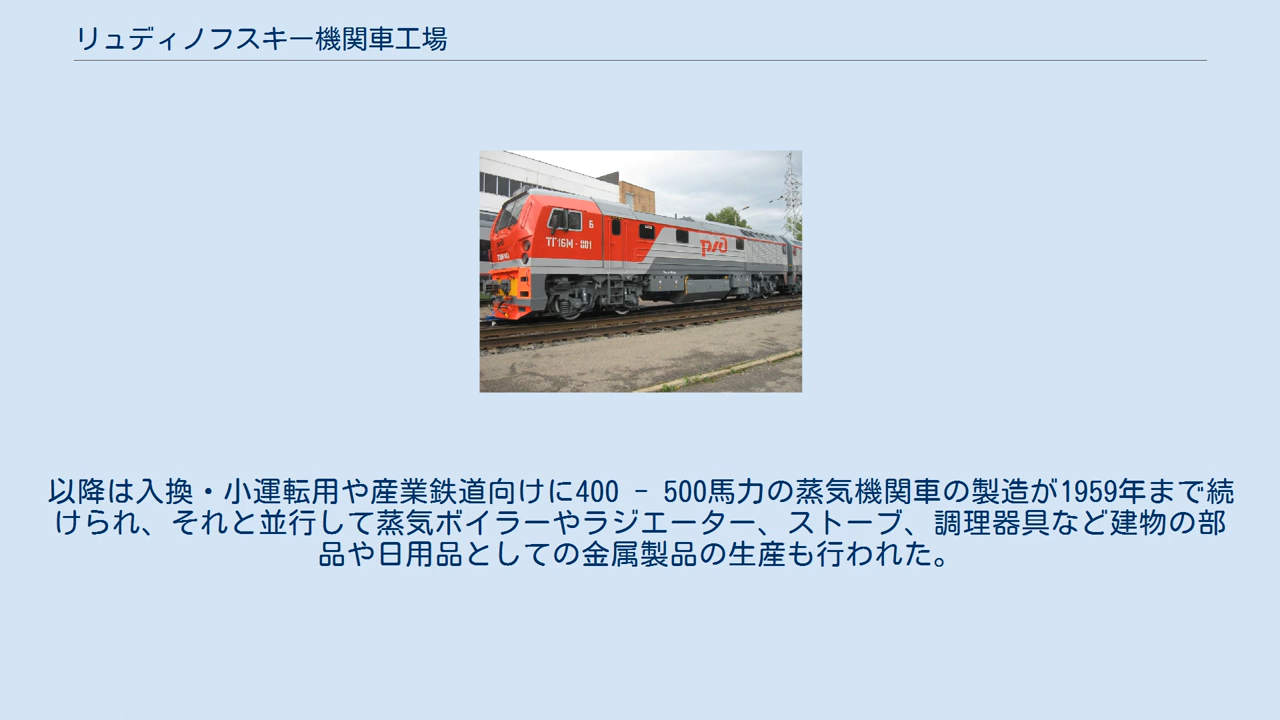 リュディノフスキー機関車工場
Б
ТГ16М - 001
ржд
以降は入換・小運転用や産業鉄道向けに400 - 500馬力の蒸気機関車の製造が1959年まで続
けられ、それと並行して蒸気ボイラーやラジエーター、ストーブ、調理器具など建物の部
品や日用品としての金属製品の生産も行われた。